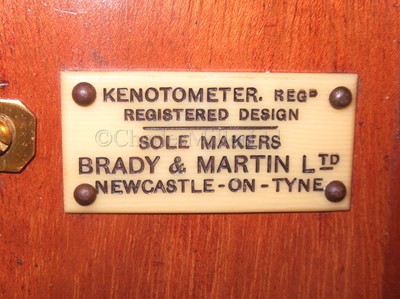 KENOTOMETER. REGD
REGISTERED DESIGN
SOLE MAKERS
BRADY & MARTIN LTD
NEWCASTLE-ON-TYNE